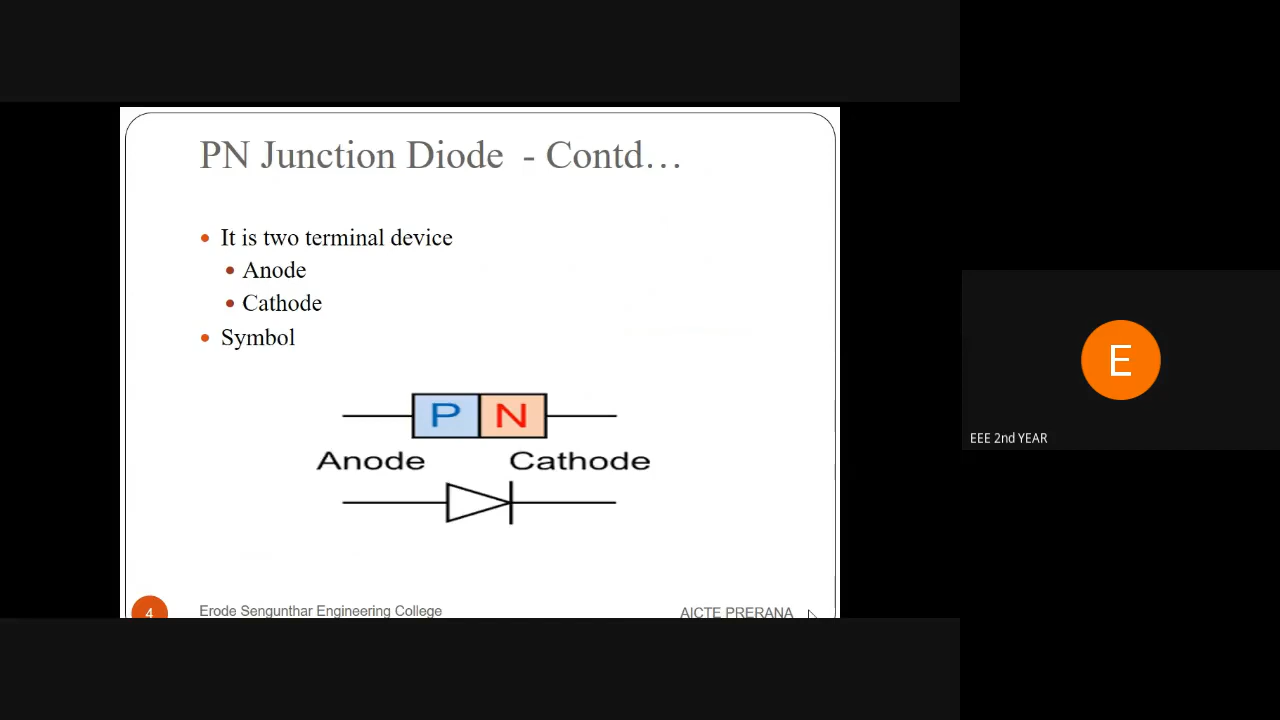 PN Junction Diode - Contd...
It is two terminal device
Anode
Cathode
Symbol
P N
Anode Cathode
4 Erode Sengunthar Engineering College AICTE PRERANA
E
EEE 2nd YEAR